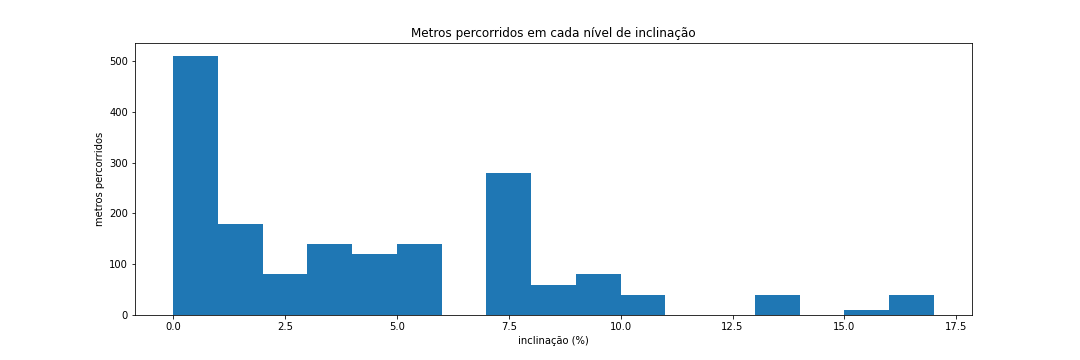 Metros percorridos em cada nível de inclinação
500
400
300
200
100
0
metros percorridos
0.0 2.5 5.0 7.5 10.0 12.5 15.0 17.5
inclinação (%)